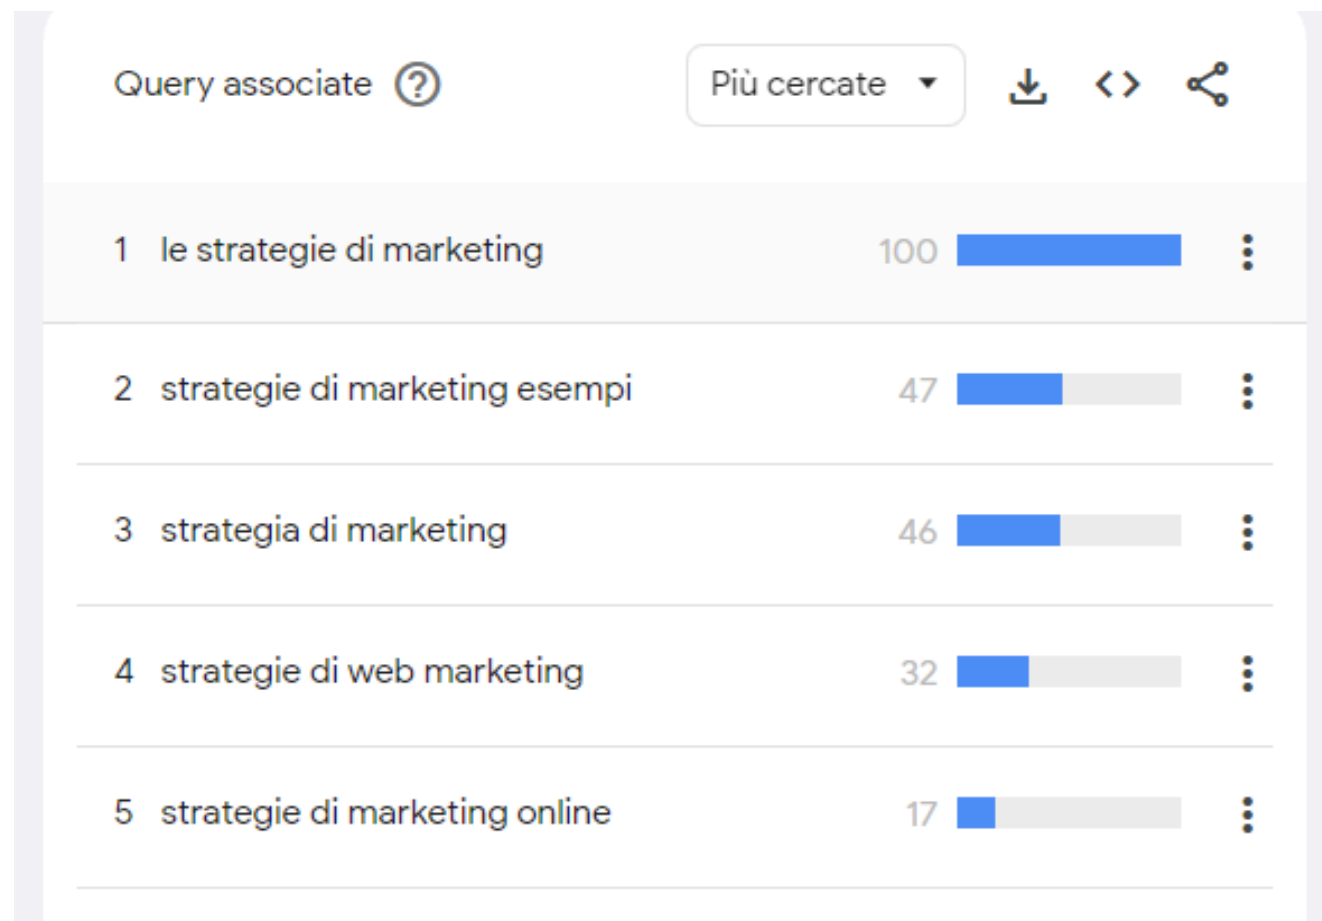 Query associate ? Più cercate
1 le strategie di marketing 100
2 strategie di marketing esempi 47
3 strategia di marketing 46
4 strategie di web marketing 32
5 strategie di marketing online 17